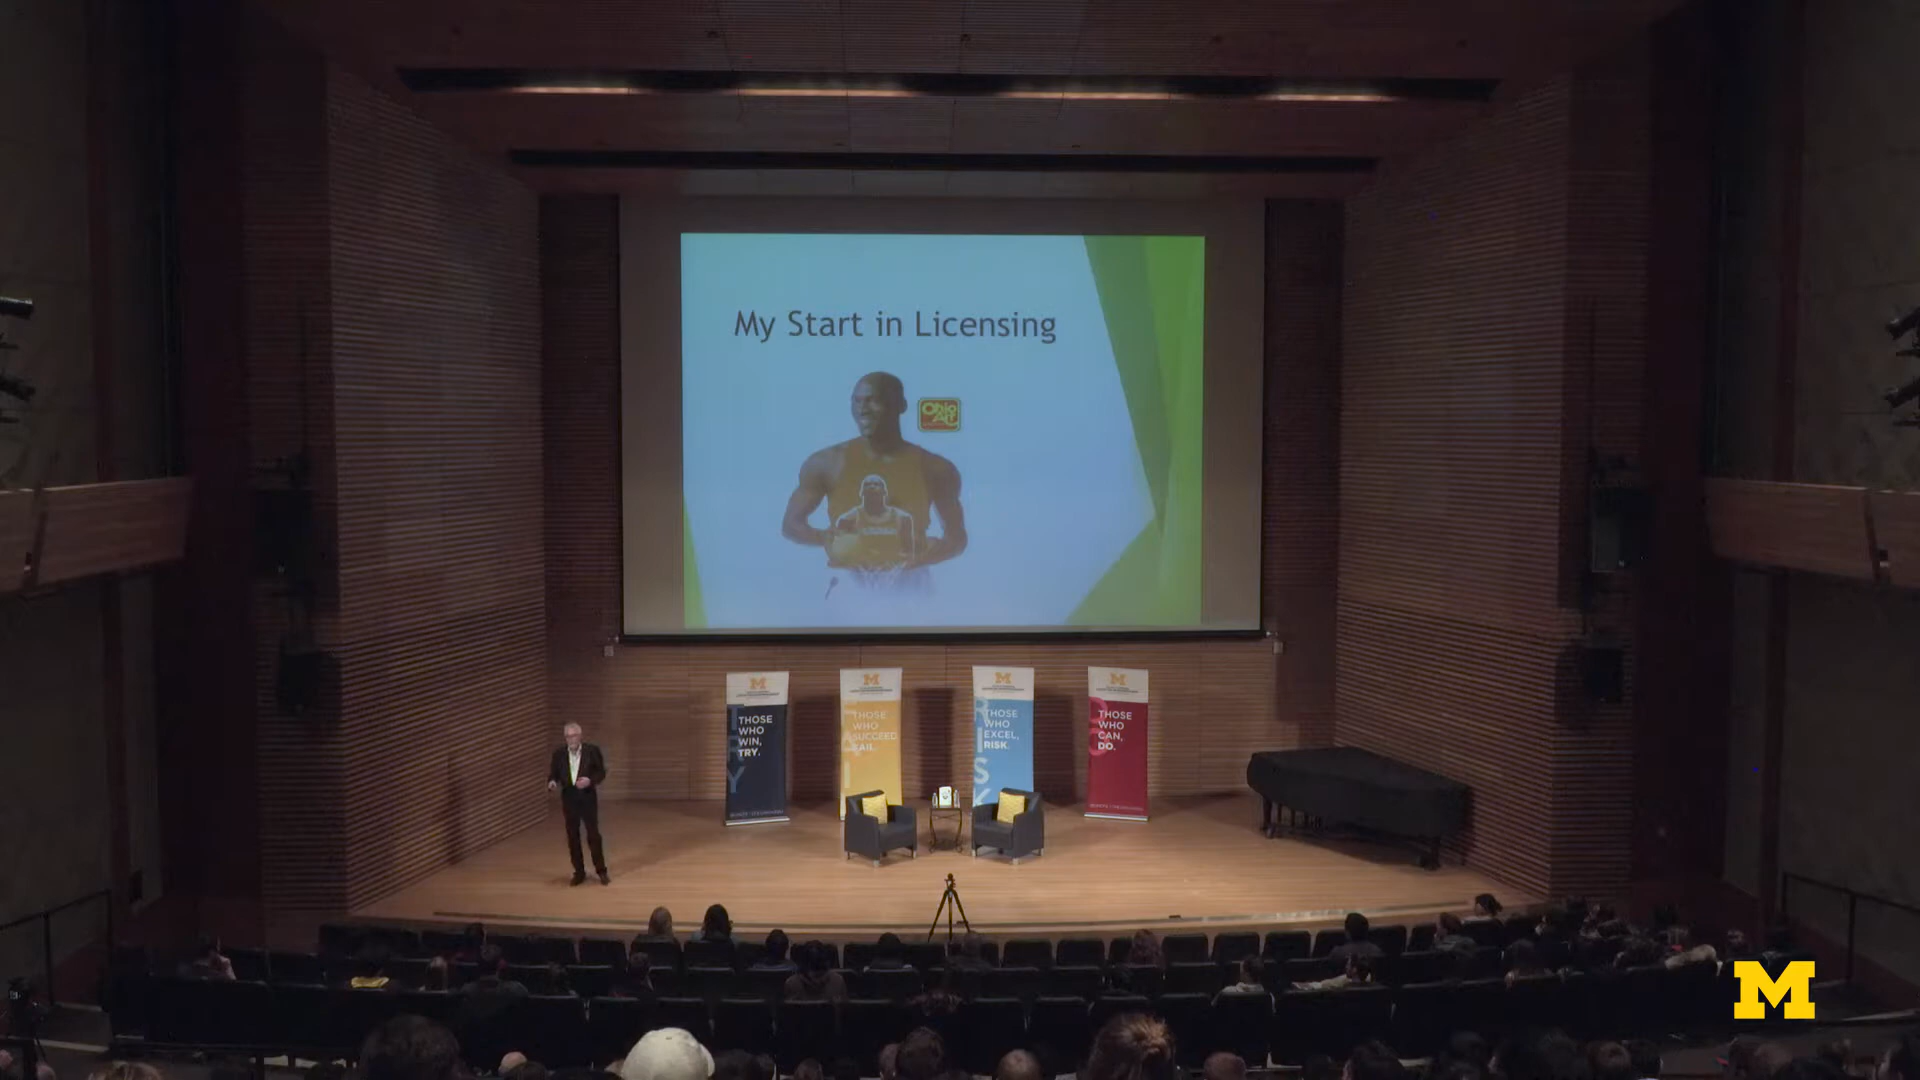 My Start in Licensing
Ohio
Art
M
THOSE
WHO
WIN,
TRY.
M
THOSE
WHO
SUCCEED
FAIL.
M
THOSE
WHO
EXCEL,
RISK.
M
THOSE
WHO
CAN,
DO.
M